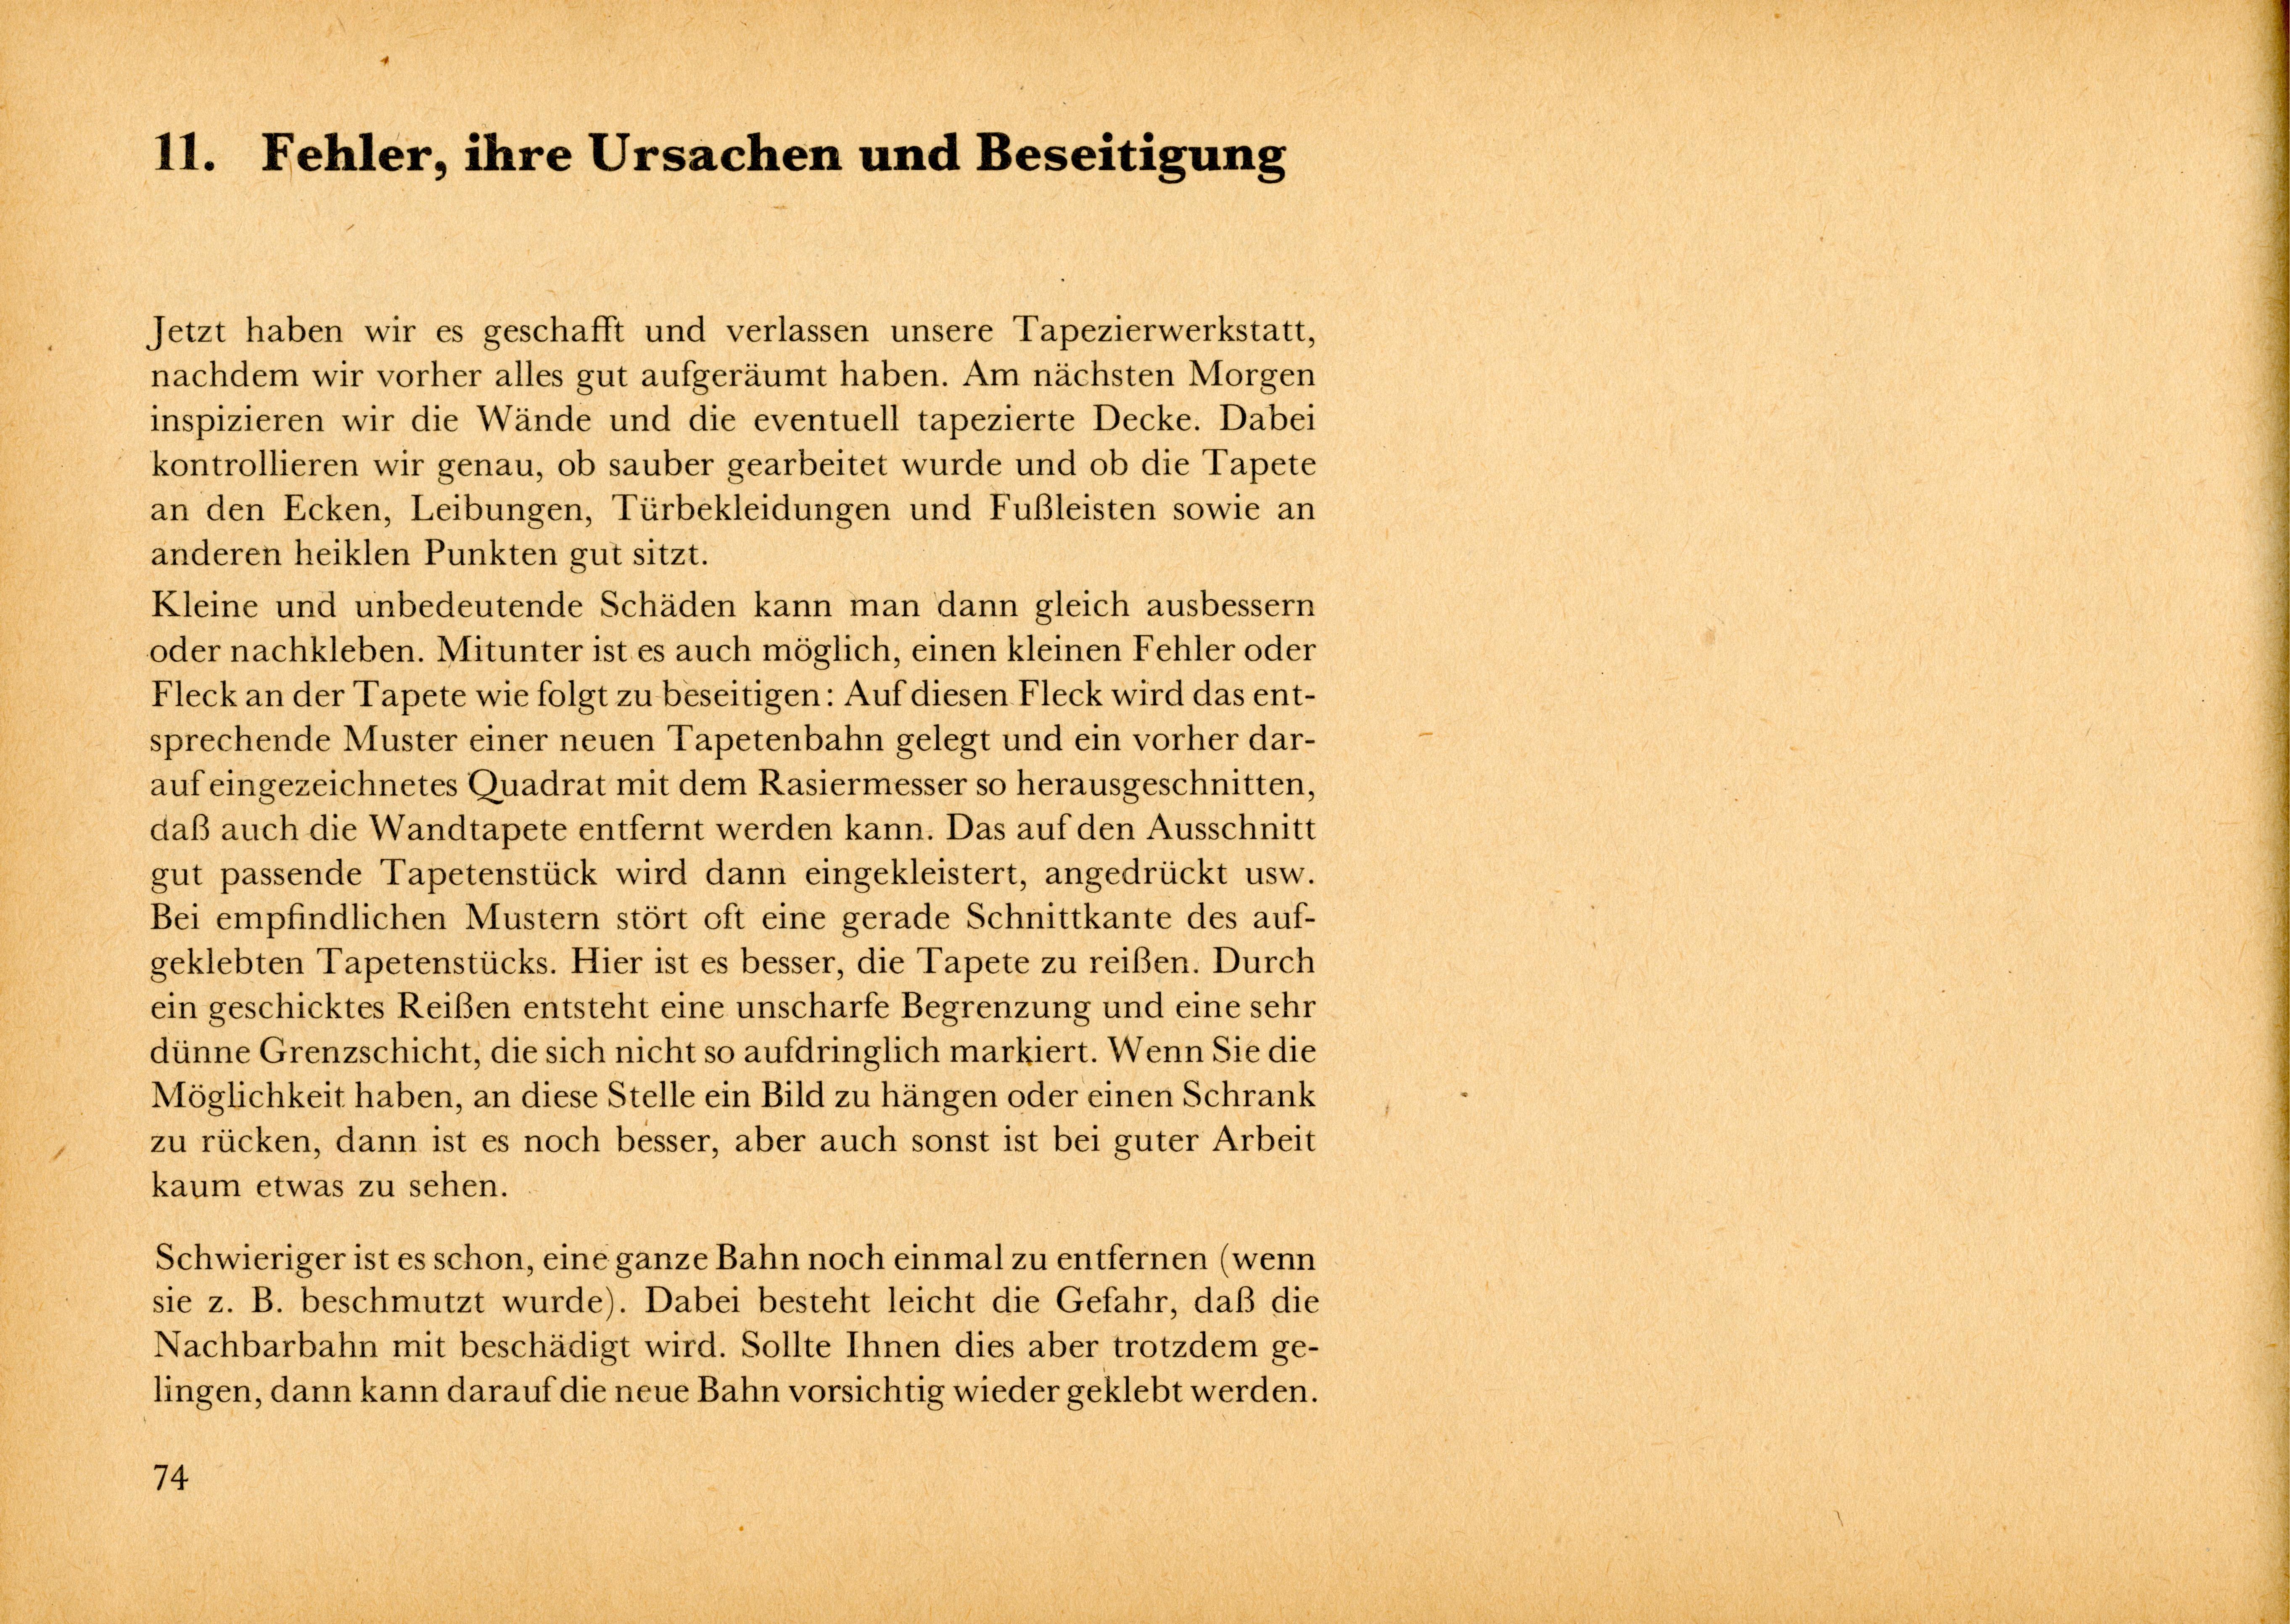 11. Fehler, ihre Ursachen und Beseitigung
Jetzt haben wir es geschafft und verlassen unsere Tapezierwerkstatt,
nachdem wir vorher alles gut aufgeräumt haben. Am nächsten Morgen
inspizieren wir die Wände und die eventuell tapezierte Decke. Dabei
kontrollieren wir genau, ob sauber gearbeitet wurde und ob die Tapete
an den Ecken, Leibungen, Türbekleidungen und Fußleisten sowie an
anderen heiklen Punkten gut sitzt.
Kleine und unbedeutende Schäden kann man dann gleich ausbessern
oder nachkleben. Mitunter ist es auch möglich, einen kleinen Fehler oder
Fleck an der Tapete wie folgt zu beseitigen: Auf diesen Fleck wird das ent-
sprechende Muster einer neuen Tapetenbahn gelegt und ein vorher dar-
auf eingezeichnetes Quadrat mit dem Rasiermesser so herausgeschnitten,
daß auch die Wandtapete entfernt werden kann. Das auf den Ausschnitt
gut passende Tapetenstück wird dann eingekleistert, angedrückt usw.
Bei empfindlichen Mustern stört oft eine gerade Schnittkante des auf-
geklebten Tapetenstücks. Hier ist es besser, die Tapete zu reißen. Durch
ein geschicktes Reißen entsteht eine unscharfe Begrenzung und eine sehr
dünne Grenzschicht, die sich nicht so aufdringlich markiert. Wenn Sie die
Möglichkeit haben, an diese Stelle ein Bild zu hängen oder einen Schrank
zu rücken, dann ist es noch besser, aber auch sonst ist bei guter Arbeit
kaum etwas zu sehen.
Schwieriger ist es schon, eine ganze Bahn noch einmal zu entfernen (wenn
sie z. B. beschmutzt wurde). Dabei besteht leicht die Gefahr, daß die
Nachbarbahn mit beschädigt wird. Sollte Ihnen dies aber trotzdem ge-
lingen, dann kann darauf die neue Bahn vorsichtig wieder geklebt werden.
74